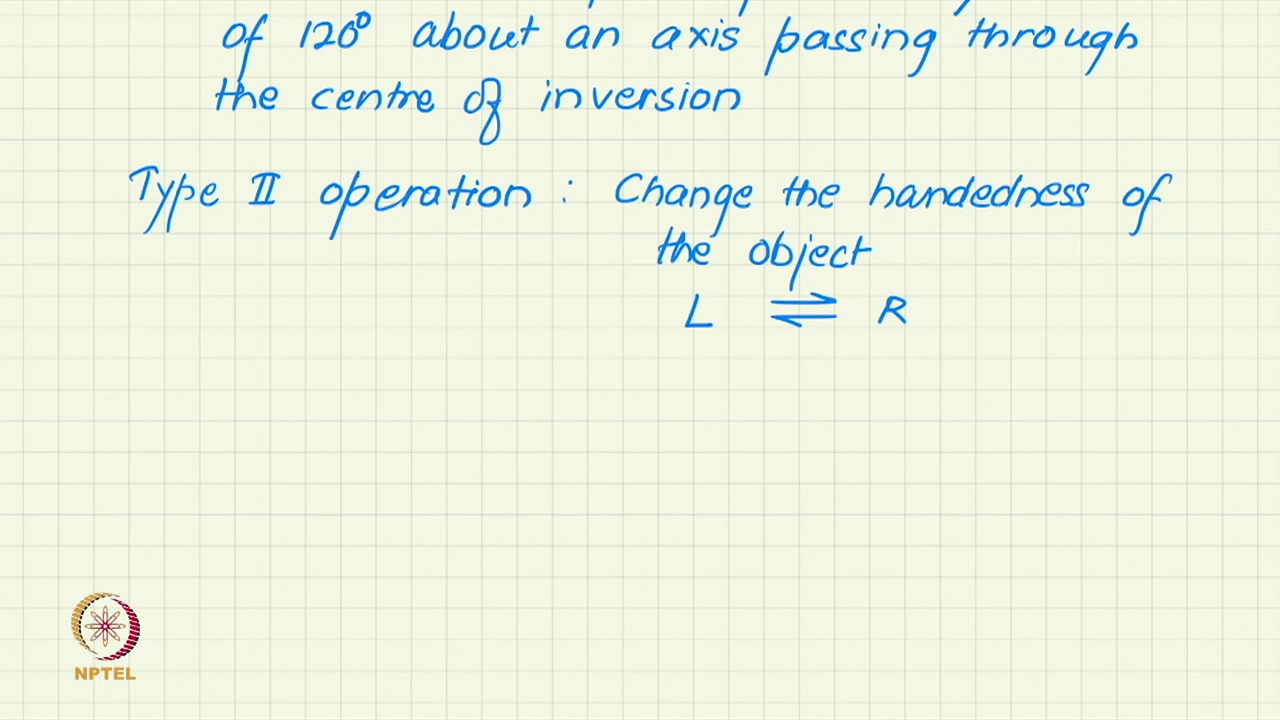 of 120⁰ about an axis passing through
the centre of inversion
Type II operation : Change the handedness of
the object
L ⇌ R
NPTEL